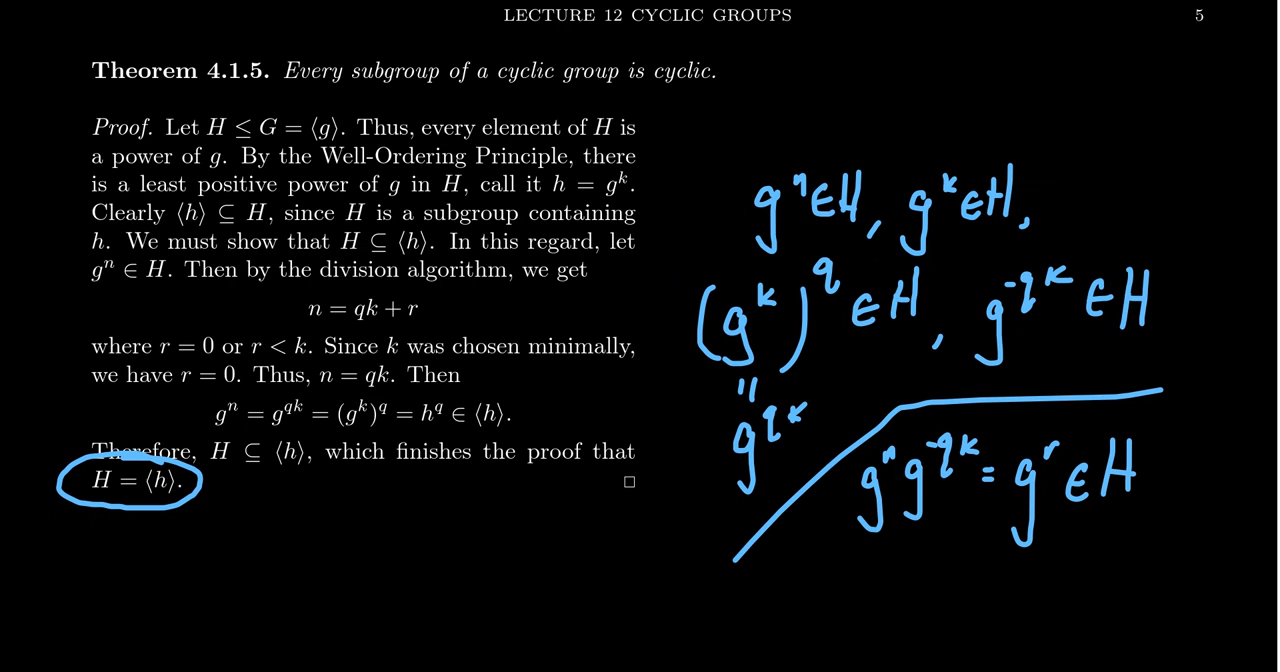 LECTURE 12 CYCLIC GROUPS 5
Theorem 4.1.5. Every subgroup of a cyclic group is cyclic.
Proof. Let H ≤ G = ⟨g⟩. Thus, every element of H is
a power of g. By the Well-Ordering Principle, there
is a least positive power of g in H, call it h = gᵏ.
Clearly ⟨h⟩ ⊆ H, since H is a subgroup containing
h. We must show that H ⊆ ⟨h⟩. In this regard, let
gⁿ ∈ H. Then by the division algorithm, we get
n = qk + r
where r = 0 or r < k. Since k was chosen minimally,
we have r = 0. Thus, n = qk. Then
g^n = g^{qk} = (g^k)^q = h^q ∈ ⟨h⟩.
Therefore, H ⊆ ⟨h⟩, which finishes the proof that
H = ⟨h⟩. □
g^n ∈ H, g^k ∈ H,
(g^k)^q ∈ H, g^{-qk} ∈ H
=
g^{qk}
g^n g^{-qk} = g^r ∈ H